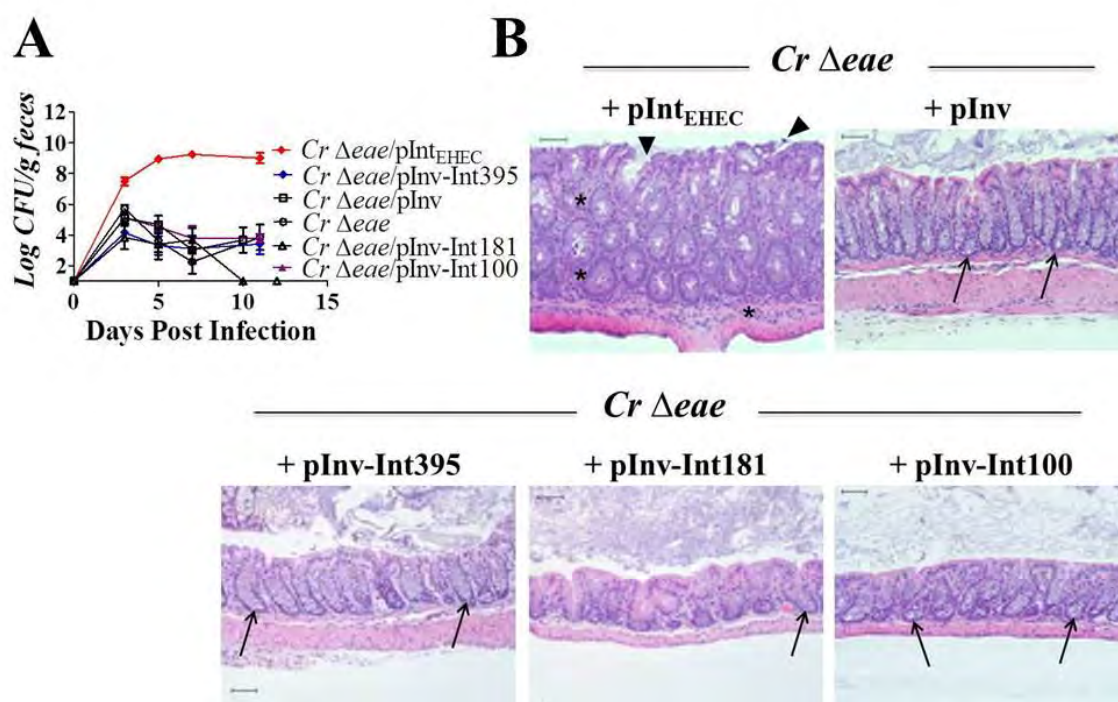 A
Log CFU/g feces
12
10
8
6
4
2
0
5
10
15
Days Post Infection
Cr Δeae/pIntEHEC
Cr Δeae/pInv-Int395
Cr Δeae/pInv
Cr Δeae
Cr Δeae/pInv-Int181
Cr Δeae/pInv-Int100
B
Cr Δeae
+ pIntEHEC
+ pInv
*
*
*
Cr Δeae
+ pInv-Int395
+ pInv-Int181
+ pInv-Int100